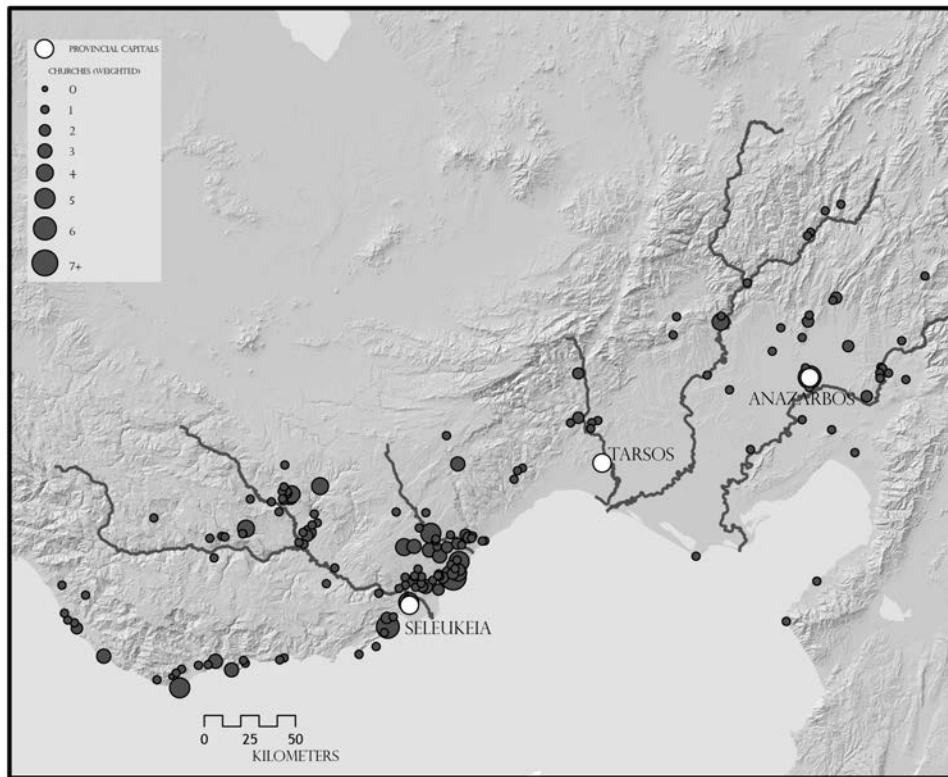 PROVINCIAL CAPITALS
CHURCHES (WEIGHTED)
0
1
2
3
4
5
6
7+
ANAZARBOS
TARSOS
SELEUKEIA
0 25 50
KILOMETERS